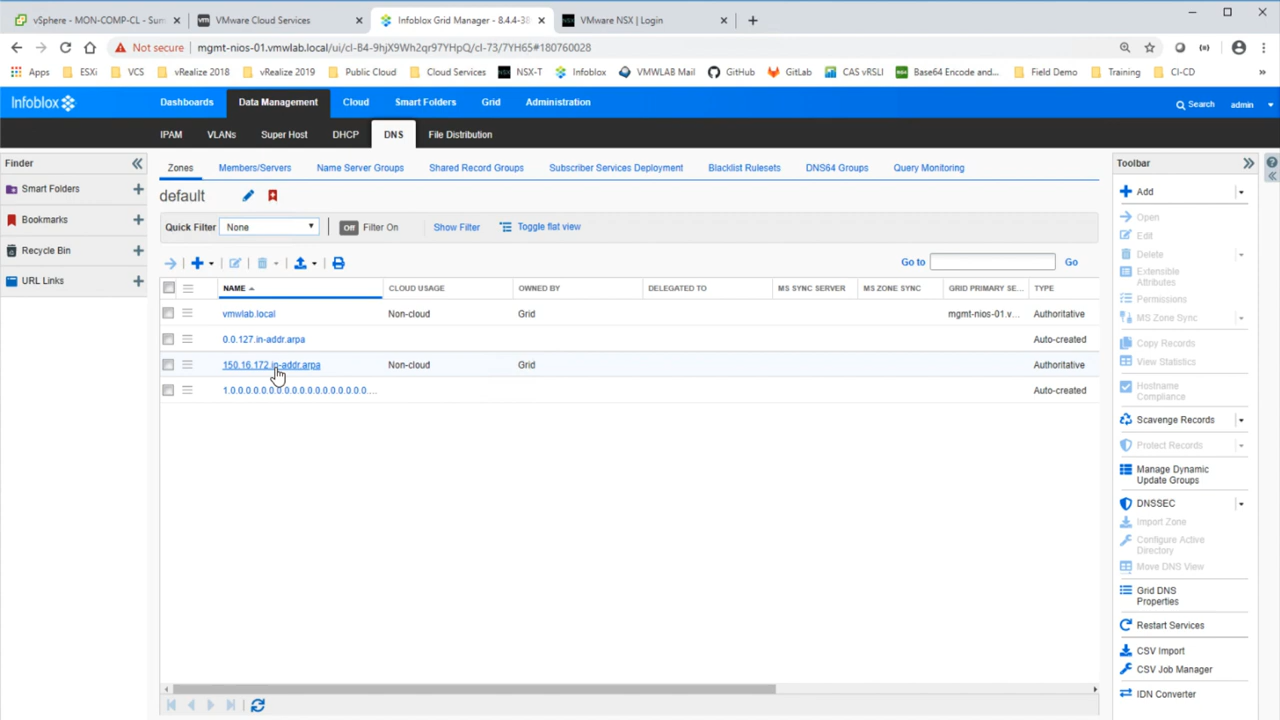 vSphere - MON-COMP-CL - Sum
VMware Cloud Services
Infoblox Grid Manager - 8.4.4-38
VMware NSX | Login
Not secure | mgmt-nios-01.vmwlab.local/ui/cI-B4-9hjX9Wh2qr97YHpQ/cI-73/7YH65#180760028
Apps
ESXi
VCS
vRealize 2018
vRealize 2019
Public Cloud
Cloud Services
NSX-T
Infoblox
VMWLAB Mail
GitHub
GitLab
CAS vRSLI
Base64 Encode and...
Field Demo
Training
CI-CD
Infoblox
Dashboards
Data Management
Cloud
Smart Folders
Grid
Administration
Search
admin
IPAM
VLANs
Super Host
DHCP
DNS
File Distribution
Finder
Smart Folders
Bookmarks
Recycle Bin
URL Links
Zones
Members/Servers
Name Server Groups
Shared Record Groups
Subscriber Services Deployment
Blacklist Rulesets
DNS64 Groups
Query Monitoring
default
Quick Filter
None
Off
Filter On
Show Filter
Toggle flat view
Go to
Go
NAME
CLOUD USAGE
OWNED BY
DELEGATED TO
MS SYNC SERVER
MS ZONE SYNC
GRID PRIMARY SE...
TYPE
vmwlab.local Non-cloud Grid mgmt-nios-01.v... Authoritative
0.0.127.in-addr.arpa Auto-created
150.16.172.in-addr.arpa Non-cloud Grid Authoritative
1.0.0.0.0.0.0.0.0.0.0.0.0.0.0.0.0.0.0.... Auto-created
Toolbar
Add
Open
Edit
Delete
Extensible
Attributes
Permissions
MS Zone Sync
Copy Records
View Statistics
Hostname
Compliance
Scavenge Records
Protect Records
Manage Dynamic
Update Groups
DNSSEC
Import Zone
Configure Active
Directory
Move DNS View
Grid DNS
Properties
Restart Services
CSV Import
CSV Job Manager
IDN Converter